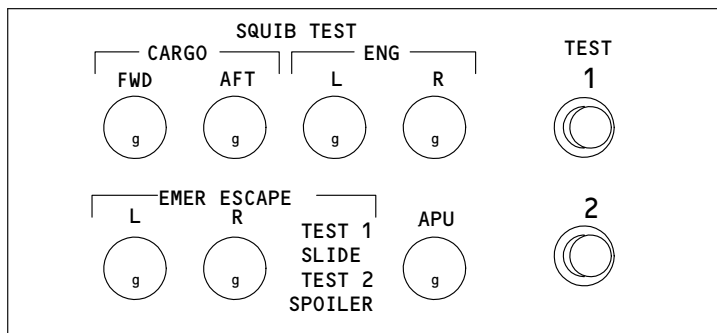 SQUIB TEST
CARGO ENG TEST
FWD AFT L R 1
g g g g
EMER ESCAPE 2
L R APU
TEST 1
SLIDE
g g TEST 2 g
SPOILER